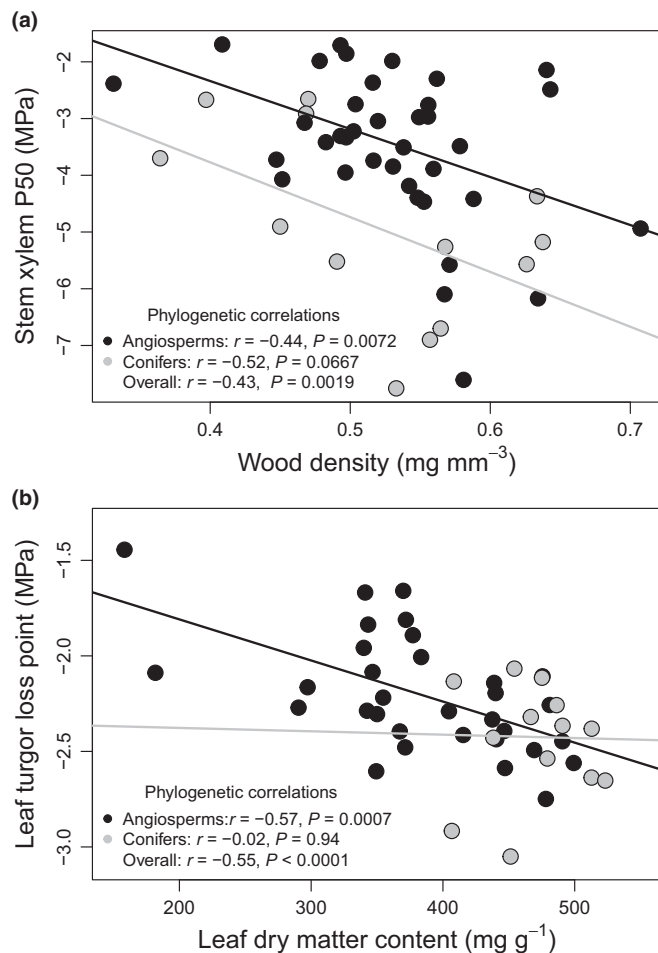 (a)
Stem xylem P50 (MPa)
−2
−3
−4
−5
−6
−7
Phylogenetic correlations
Angiosperms: r = −0.44, P = 0.0072
Conifers: r = −0.52, P = 0.0667
Overall: r = −0.43, P = 0.0019
0.4 0.5 0.6 0.7
Wood density (mg mm−3)
(b)
Leaf turgor loss point (MPa)
−1.5
−2.0
−2.5
−3.0
Phylogenetic correlations
Angiosperms:r = −0.57, P = 0.0007
Conifers: r = −0.02, P = 0.94
Overall: r = −0.55, P < 0.0001
200 300 400 500
Leaf dry matter content (mg g−1)